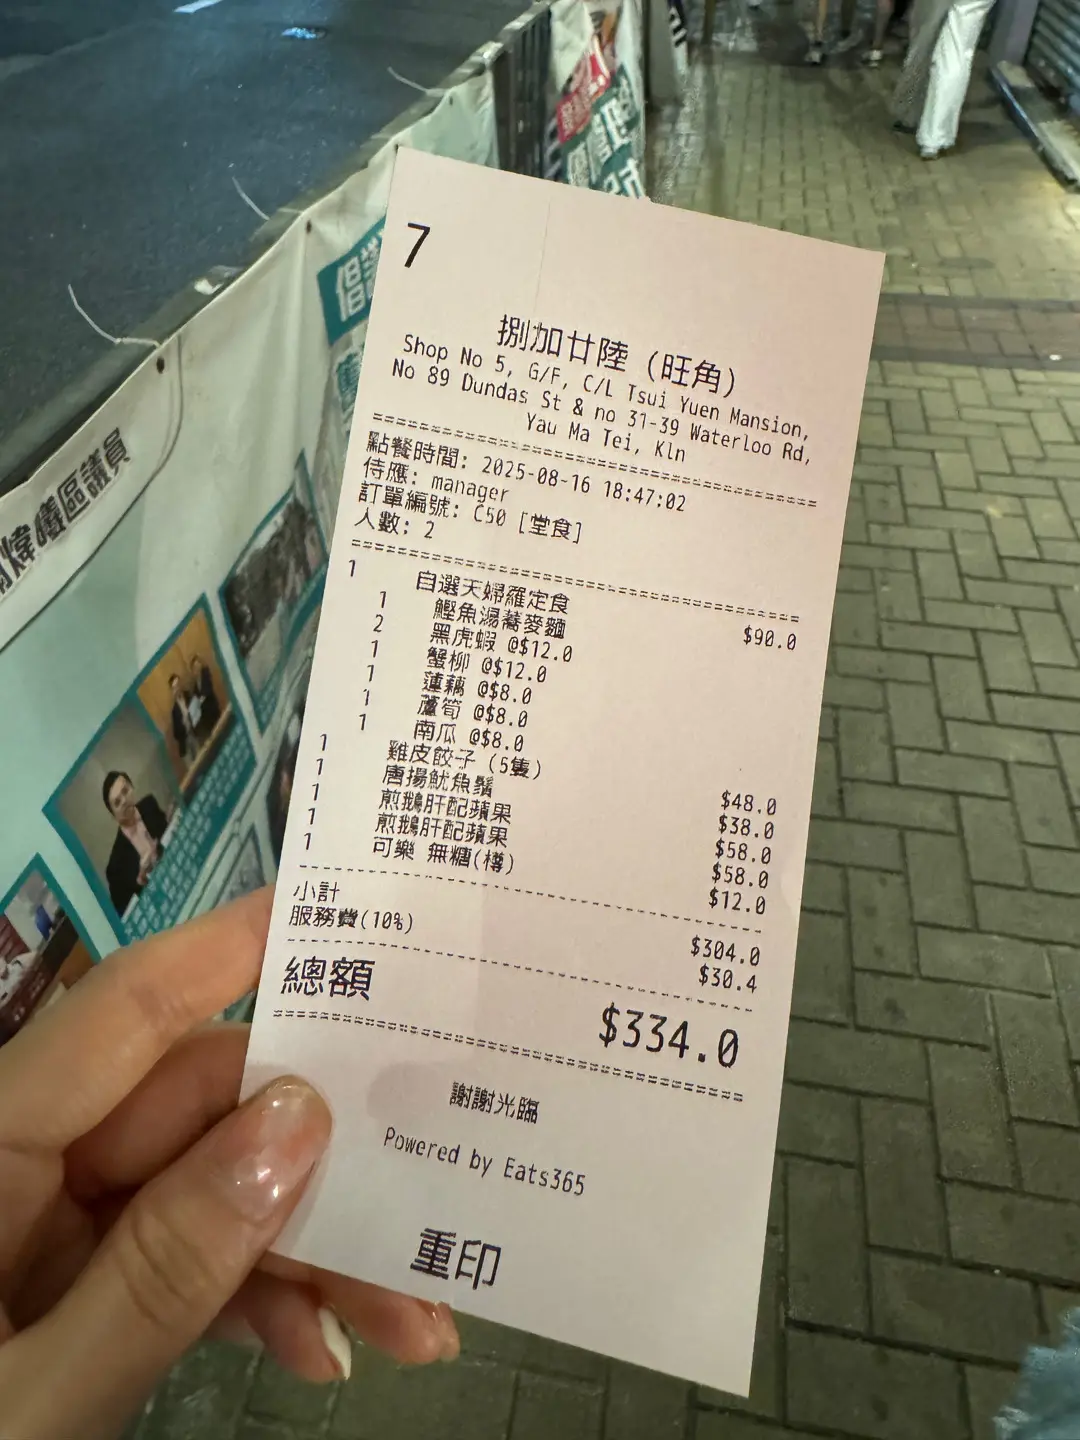 7
捌加廿陸 (旺角)
Shop No 5, G/F, C/L Tsui Yuen Mansion,
No 89 Dundas St & no 31-39 Waterloo Rd,
Yau Ma Tei, Kln
點餐時間: 2025-08-16 18:47:02
侍應: manager
訂單編號: C50 [堂食]
人數: 2
1 自選天婦羅定食 $90.0
1 鰹魚湯蕎麥麵
2 黑虎蝦 @$12.0
1 蟹柳 @$12.0
1 蓮藕 @$8.0
1 蘆筍 @$8.0
1 南瓜 @$8.0
1 雞皮餃子 (5隻) $48.0
1 唐揚魷魚鬚 $38.0
1 煎鵝肝配蘋果 $58.0
1 煎鵝肝配蘋果 $58.0
1 可樂 無糖(樽) $12.0
小計 $304.0
服務費(10%) $30.4
總額 $334.0
謝謝光臨
Powered by Eats365
重印
區議員
倡